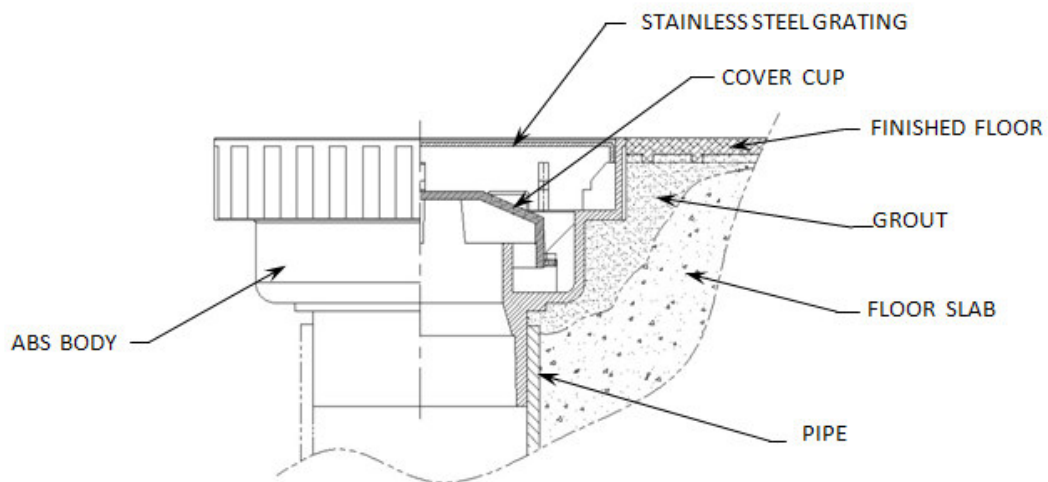 STAINLESS STEEL GRATING
COVER CUP
FINISHED FLOOR
GROUT
FLOOR SLAB
ABS BODY
PIPE